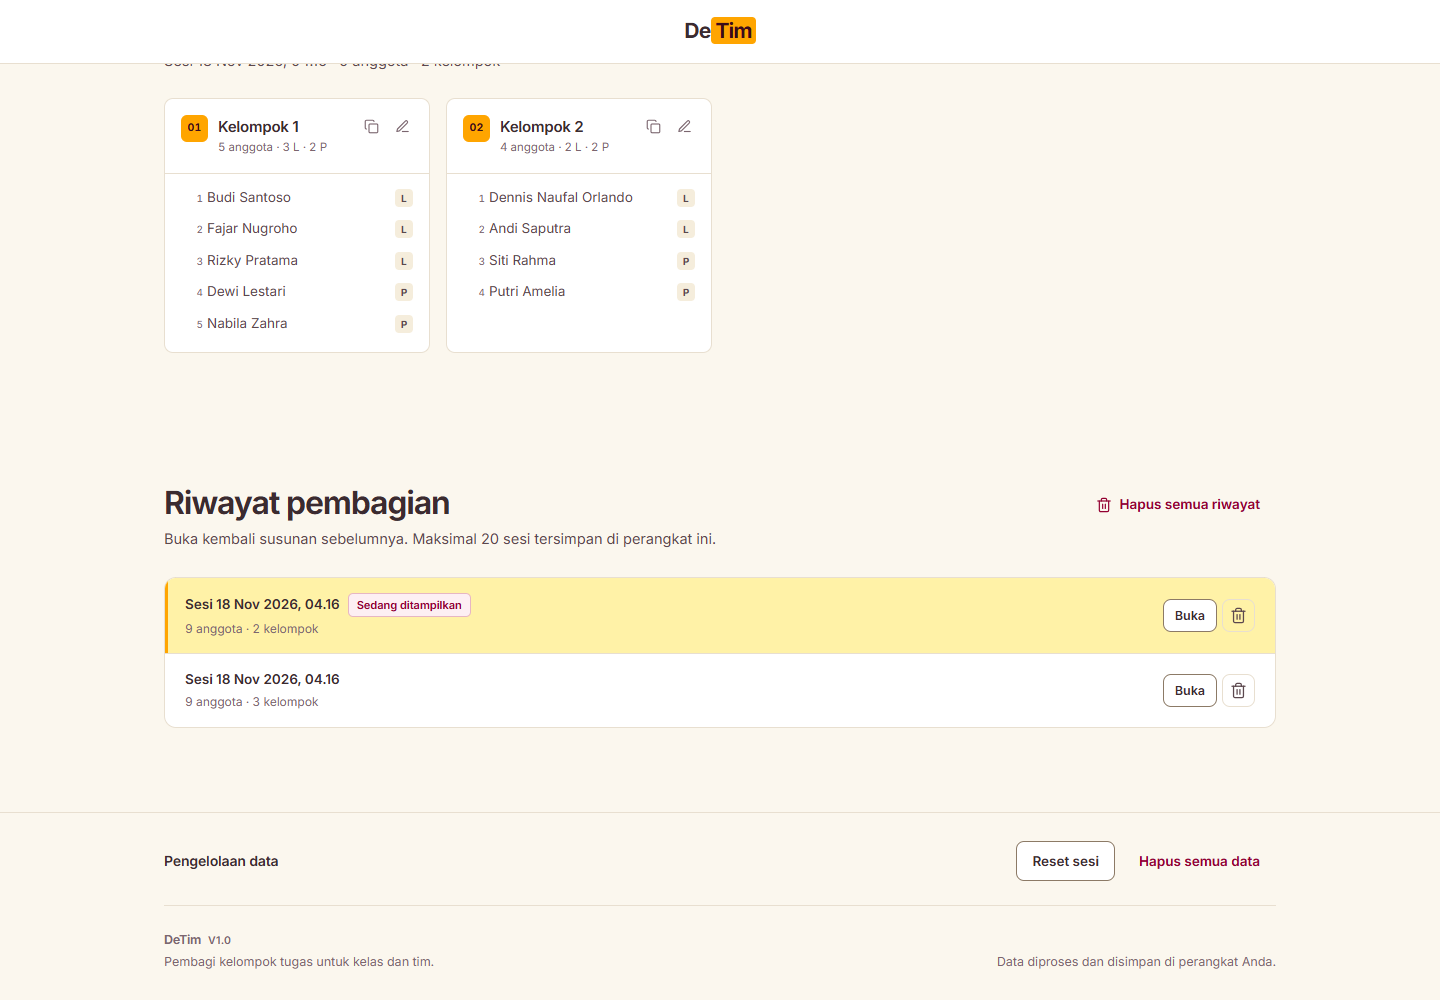 DeTim
01 Kelompok 1
5 anggota · 3 L · 2 P
1 Budi Santoso L
2 Fajar Nugroho L
3 Rizky Pratama L
4 Dewi Lestari P
5 Nabila Zahra P
02 Kelompok 2
4 anggota · 2 L · 2 P
1 Dennis Naufal Orlando L
2 Andi Saputra L
3 Siti Rahma P
4 Putri Amelia P
Riwayat pembagian
Hapus semua riwayat
Buka kembali susunan sebelumnya. Maksimal 20 sesi tersimpan di perangkat ini.
Sesi 18 Nov 2026, 04.16 Sedang ditampilkan
9 anggota · 2 kelompok
Buka
Sesi 18 Nov 2026, 04.16
9 anggota · 3 kelompok
Buka
Pengelolaan data
Reset sesi
Hapus semua data
DeTim V1.0
Pembagi kelompok tugas untuk kelas dan tim.
Data diproses dan disimpan di perangkat Anda.